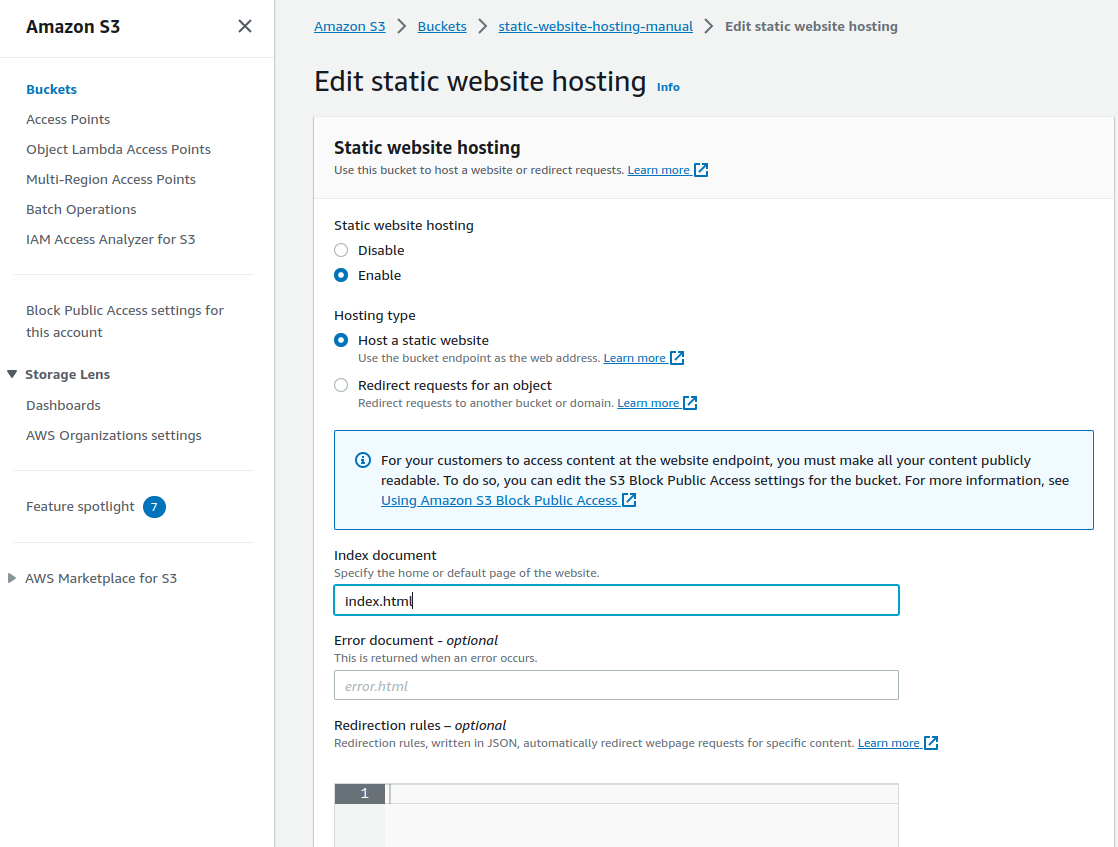 Amazon S3
Buckets
Access Points
Object Lambda Access Points
Multi-Region Access Points
Batch Operations
IAM Access Analyzer for S3
Block Public Access settings for
this account
Storage Lens
Dashboards
AWS Organizations settings
Feature spotlight 7
AWS Marketplace for S3
Amazon S3 > Buckets > static-website-hosting-manual > Edit static website hosting
Edit static website hosting Info
Static website hosting
Use this bucket to host a website or redirect requests. Learn more
Static website hosting
Disable
Enable
Hosting type
Host a static website
Use the bucket endpoint as the web address. Learn more
Redirect requests for an object
Redirect requests to another bucket or domain. Learn more
For your customers to access content at the website endpoint, you must make all your content publicly
readable. To do so, you can edit the S3 Block Public Access settings for the bucket. For more information, see
Using Amazon S3 Block Public Access
Index document
Specify the home or default page of the website.
index.html
Error document - optional
This is returned when an error occurs.
error.html
Redirection rules – optional
Redirection rules, written in JSON, automatically redirect webpage requests for specific content. Learn more
1